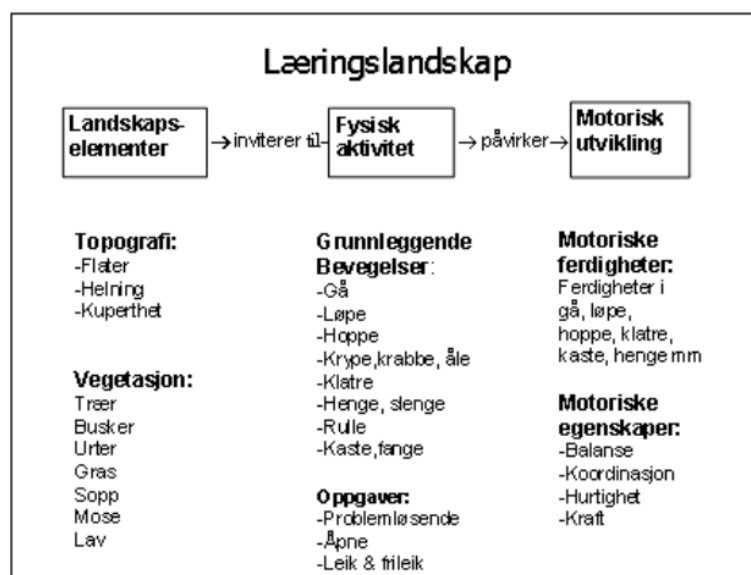 Læringslandskap
Landskaps-
elementer
→inviterer til-
Fysisk
aktivitet
→ påvirker→
Motorisk
utvikling
Topografi:
-Flater
-Helning
-Kuperthet
Vegetasjon:
Trær
Busker
Urter
Gras
Sopp
Mose
Lav
Grunnleggende
Bevegelser:
-Gå
-Løpe
-Hoppe
-Krype,krabbe, åle
-Klatre
-Henge, slenge
-Rulle
-Kaste,fange
Oppgaver:
-Problemløsende
-Åpne
-Leik & frileik
Motoriske
ferdigheter:
Ferdigheter i
gå, løpe,
hoppe, klatre,
kaste, henge mm
Motoriske
egenskaper:
-Balanse
-Koordinasjon
-Hurtighet
-Kraft